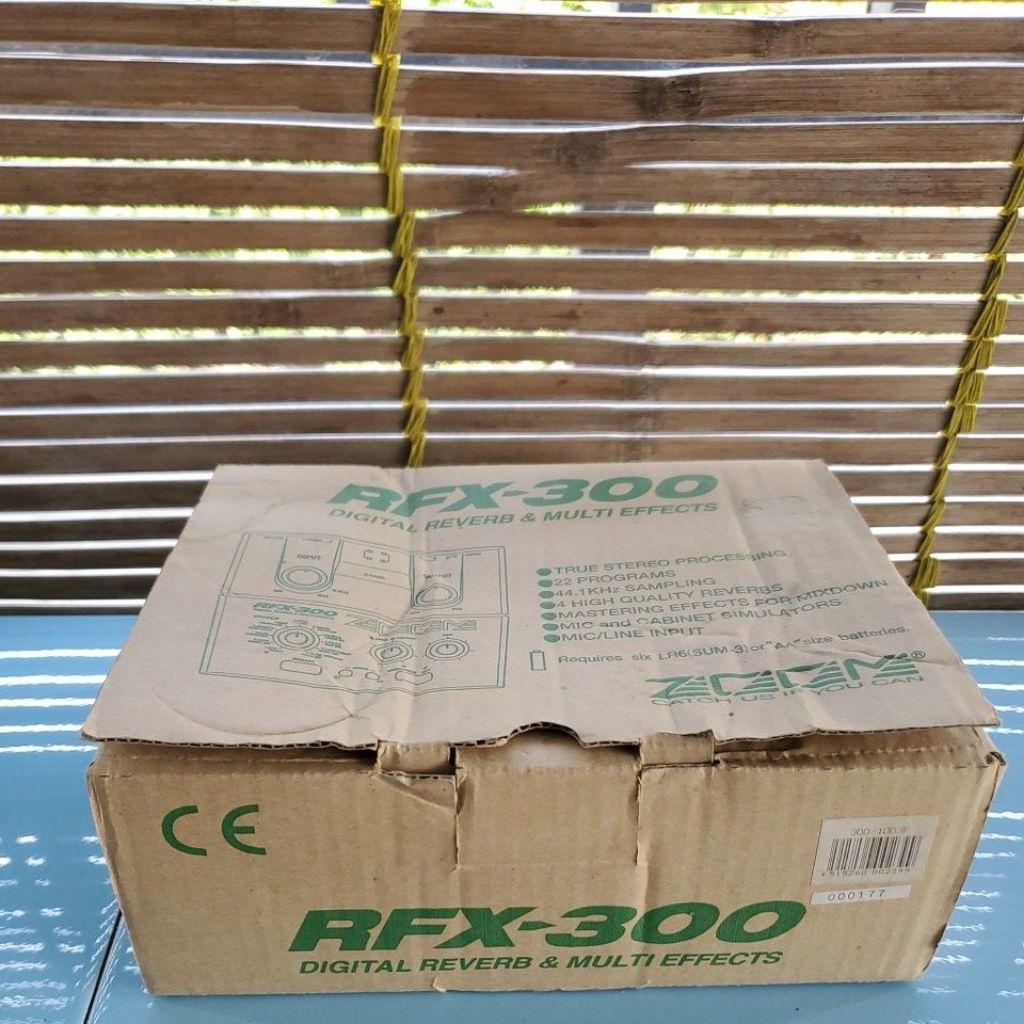 RFX-300
DIGITAL REVERB & MULTI EFFECTS
INPUT
OUTPUT
RFX-300
ZOOM
●TRUE STEREO PROCESSING
●22 PROGRAMS
●44.1KHz SAMPLING
●4 HIGH QUALITY REVERBS
●MASTERING EFFECTS FOR MIXDOWN
●MIC and CABINET SIMULATORS
●MIC/LINE INPUT
Requires six LR6(SUM-3) or "AA" size batteries.
ZOOM®
CATCH US IF YOU CAN
CE
4 515260 002399
000177
RFX-300
DIGITAL REVERB & MULTI EFFECTS